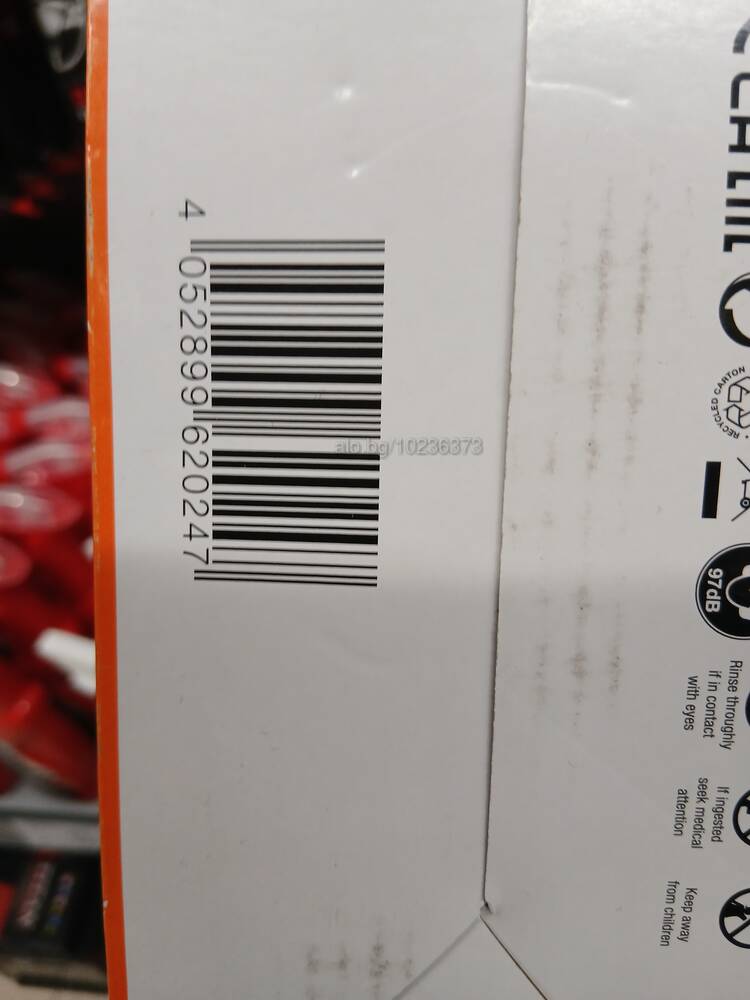 4 052899 620247
alo.bg/10236373
RECYCLED CARTON
97dB
Rinse throughly
if in contact
with eyes
If ingested
seek medical
attention
Keep away
from children